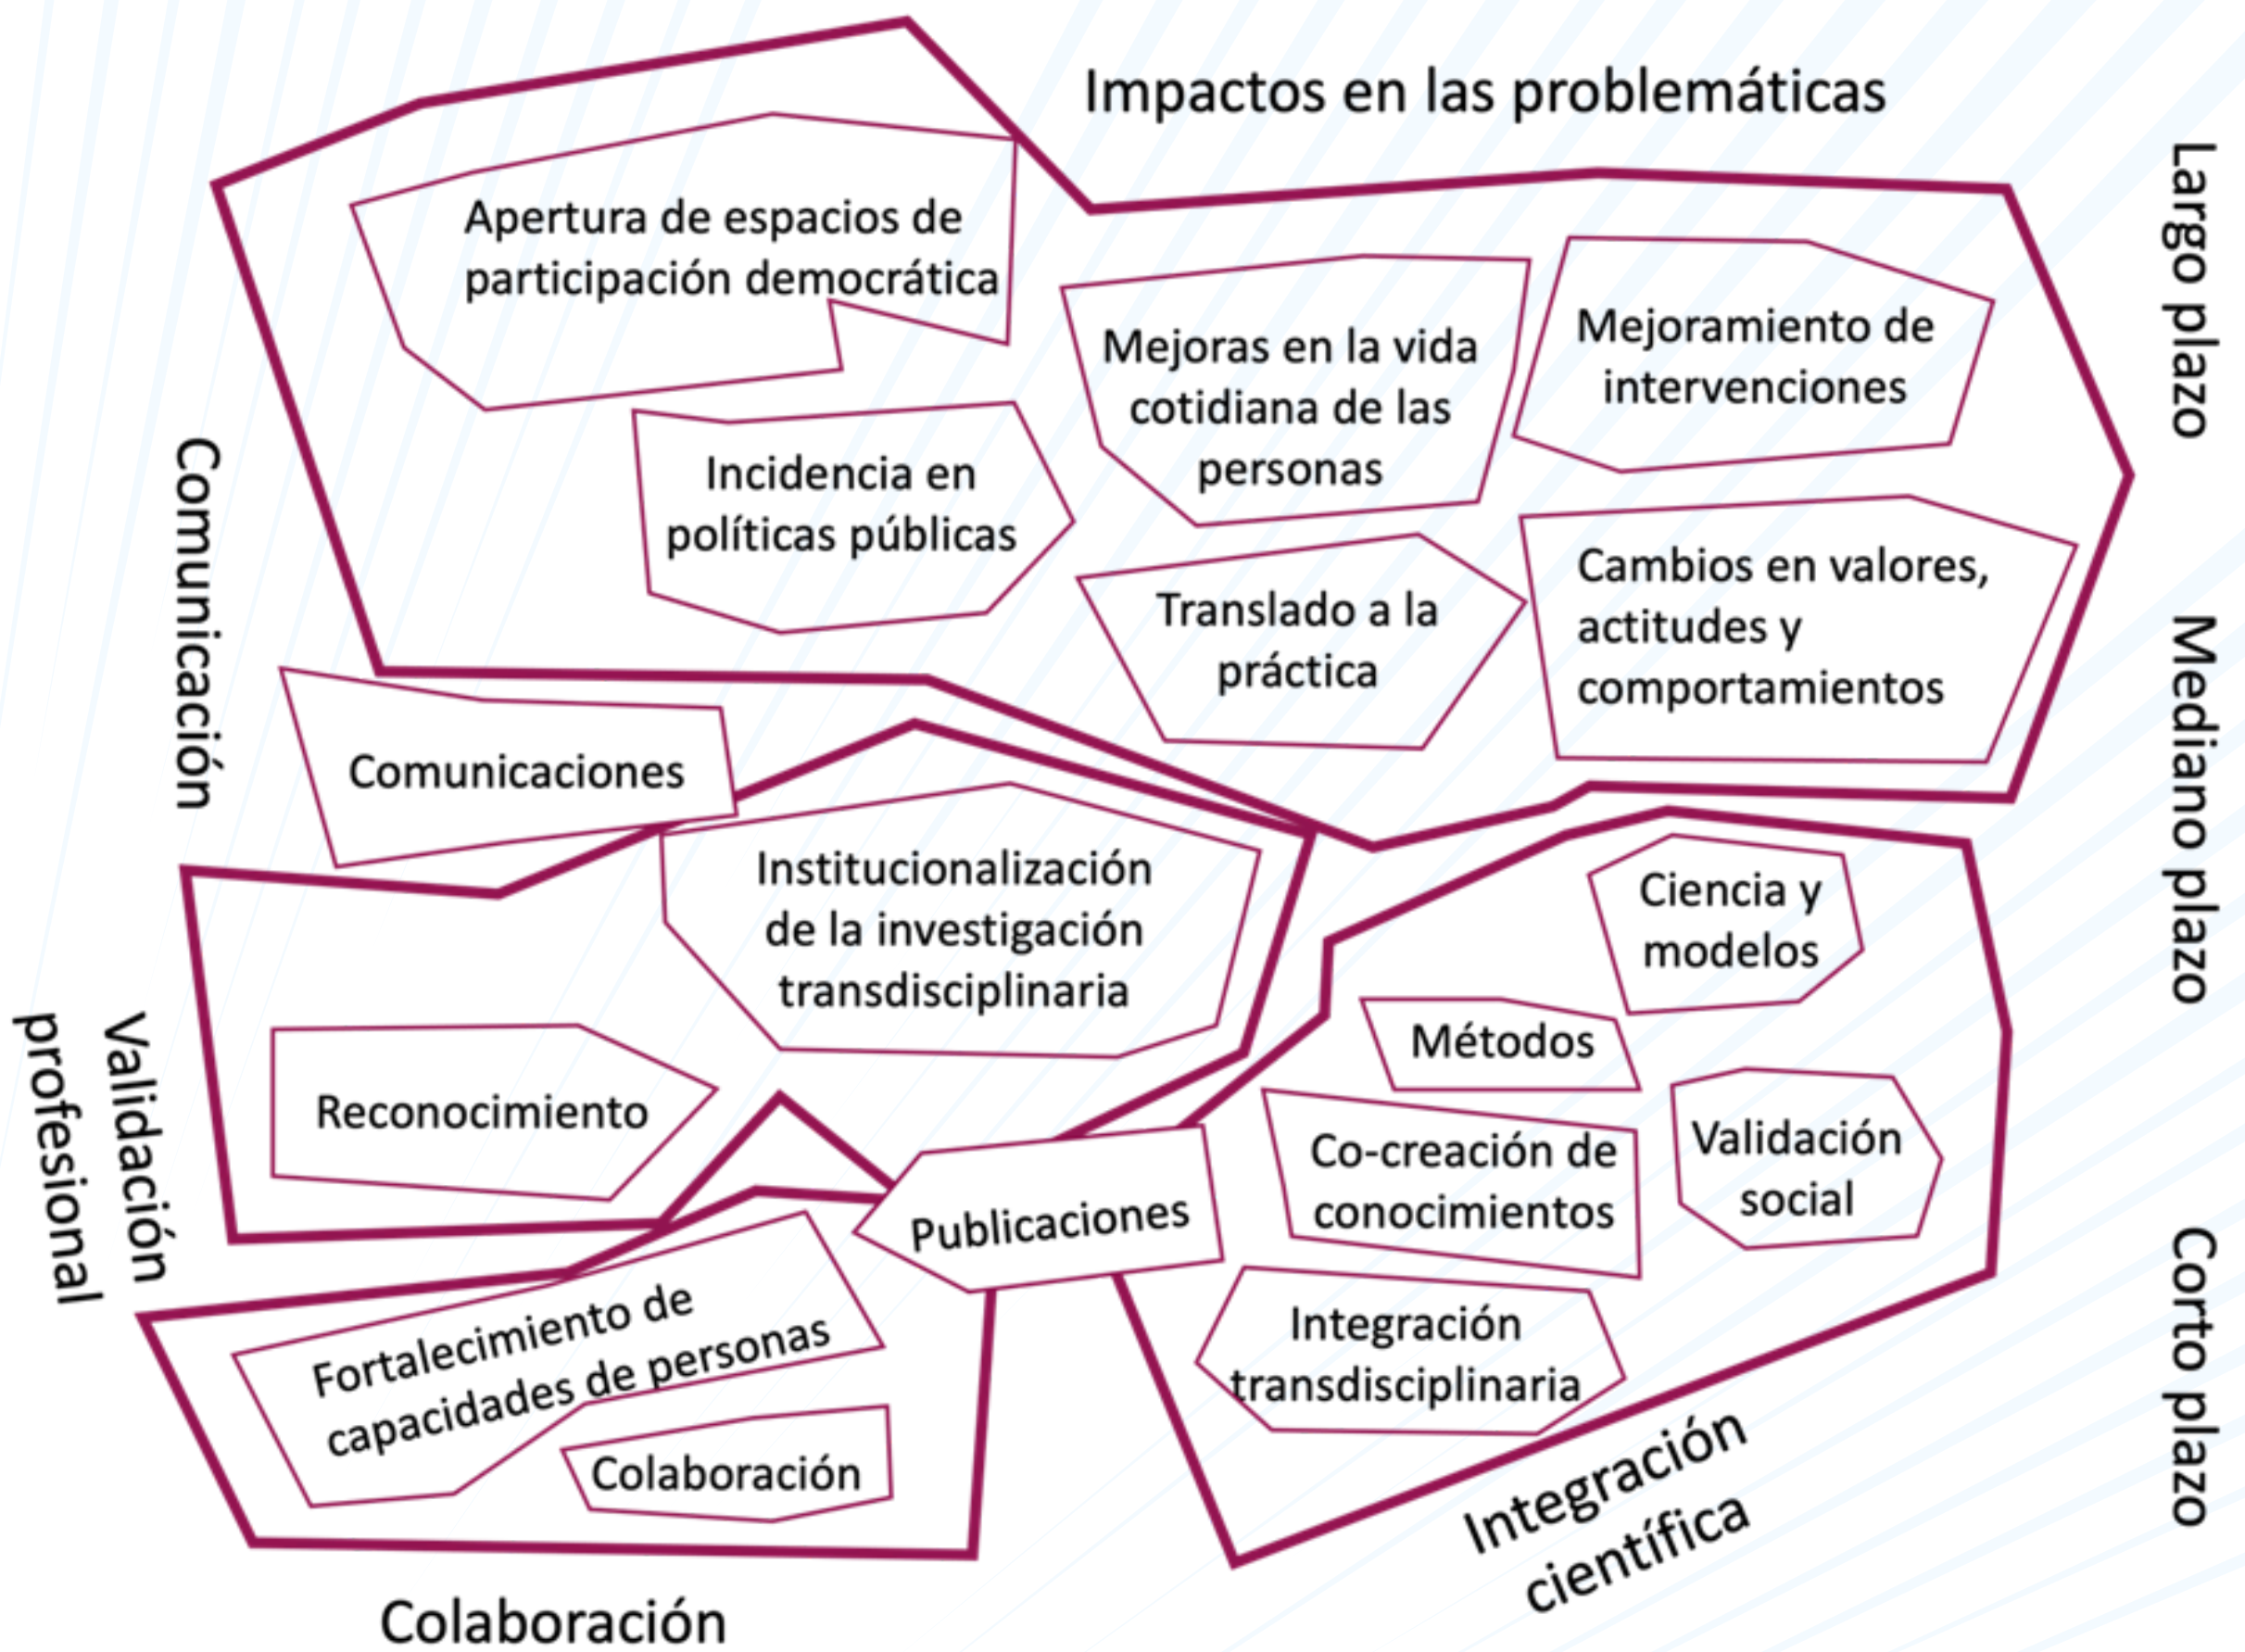 Impactos en las problemáticas
Largo plazo
Apertura de espacios de
participación democrática
Mejoras en la vida
cotidiana de las
personas
Mejoramiento de
intervenciones
Incidencia en
políticas públicas
Translado a la
práctica
Cambios en valores,
actitudes y
comportamientos
Comunicación
Mediano plazo
Comunicaciones
Institucionalización
de la investigación
transdisciplinaria
Ciencia y
modelos
Métodos
Validación
profesional
Reconocimiento
Co-creación de
conocimientos
Validación
social
Publicaciones
Corto plazo
Fortalecimiento de
capacidades de personas
Integración
transdisciplinaria
Colaboración
Integración
científica
Colaboración